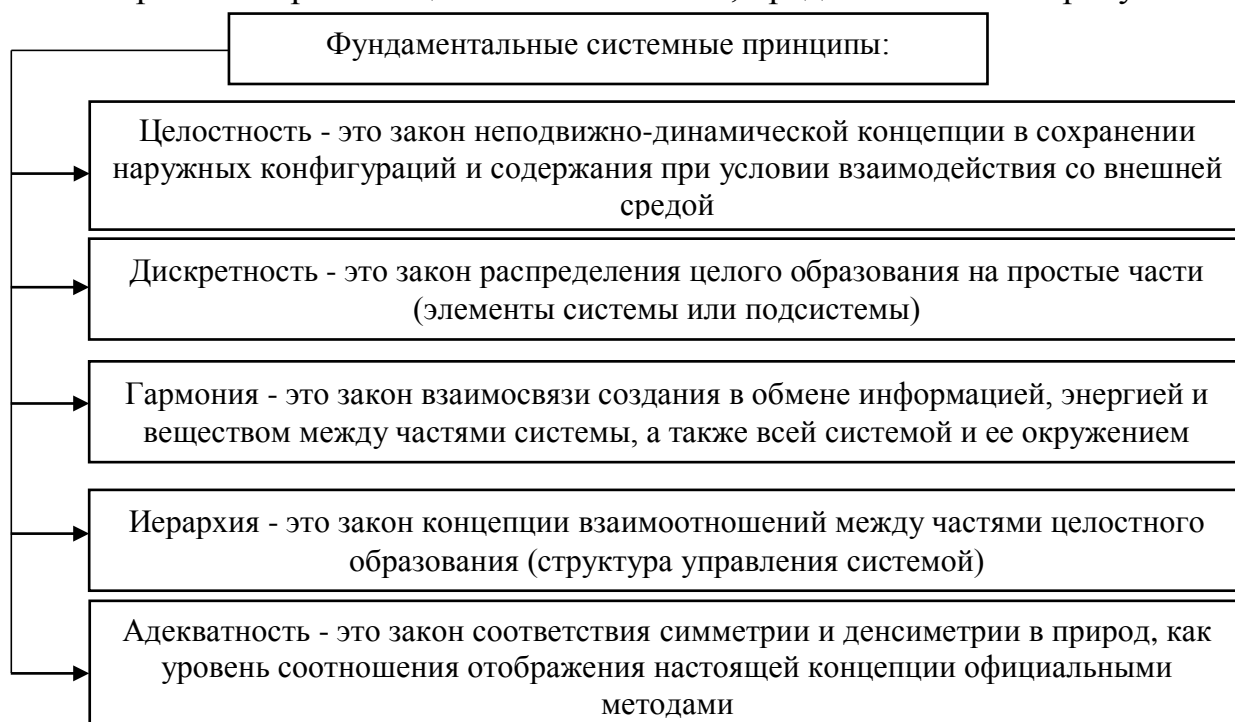 Фундаментальные системные принципы:
Целостность - это закон неподвижно-динамической концепции в сохранении
наружных конфигураций и содержания при условии взаимодействия со внешней
средой
Дискретность - это закон распределения целого образования на простые части
(элементы системы или подсистемы)
Гармония - это закон взаимосвязи создания в обмене информацией, энергией и
веществом между частями системы, а также всей системой и ее окружением
Иерархия - это закон концепции взаимоотношений между частями целостного
образования (структура управления системой)
Адекватность - это закон соответствия симметрии и денсиметрии в природ, как
уровень соотношения отображения настоящей концепции официальными
методами